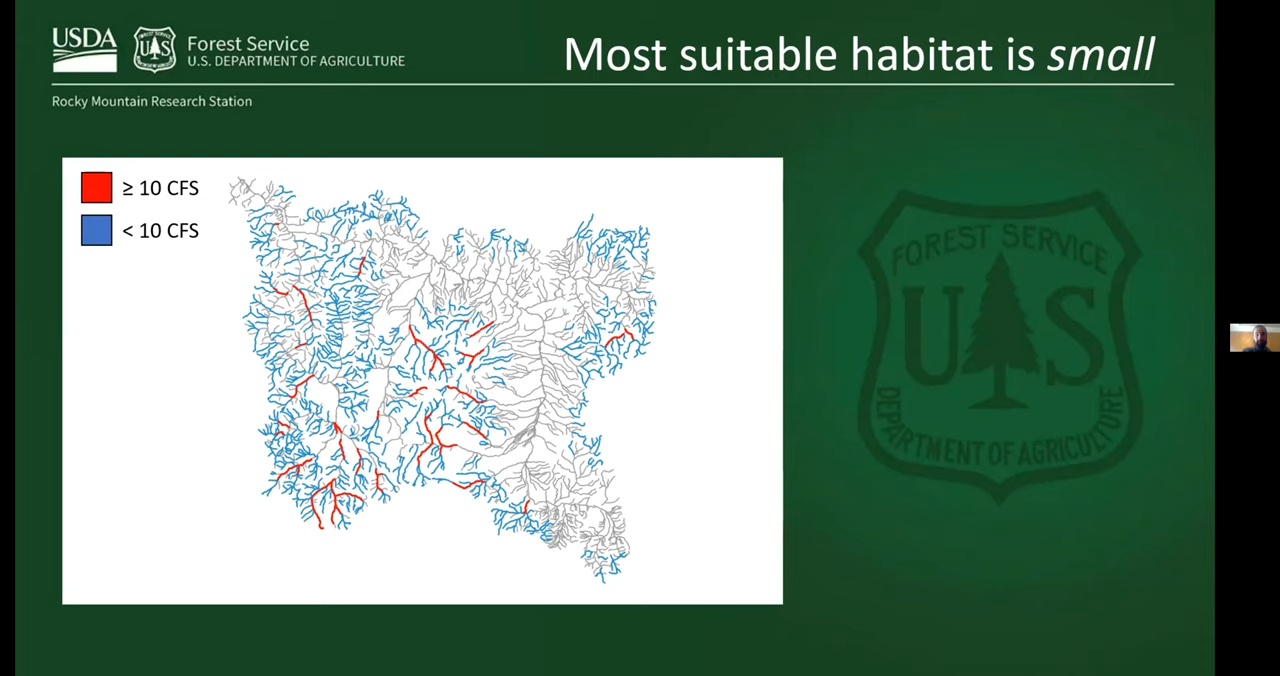 USDA
UAS
Forest Service
U.S. DEPARTMENT OF AGRICULTURE
Most suitable habitat is small
Rocky Mountain Research Station
≥ 10 CFS
< 10 CFS
FOREST SERVICE
U S
DEPARTMENT OF AGRICULTURE